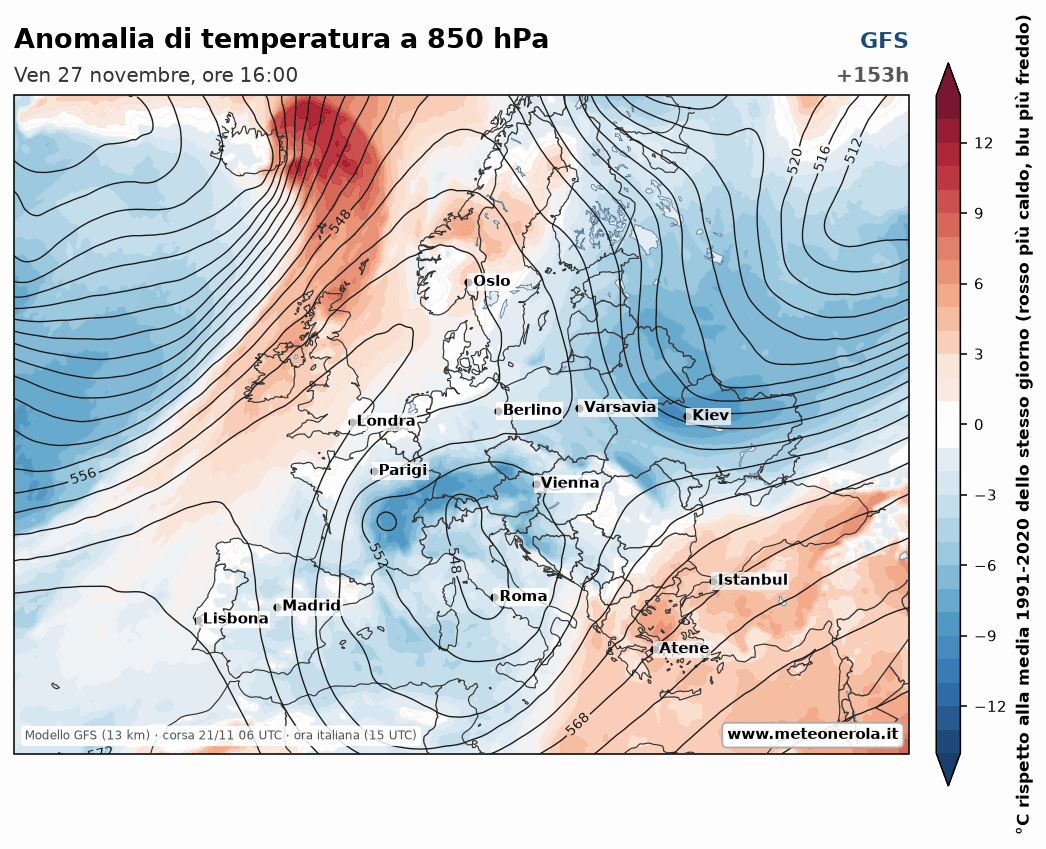 Anomalia di temperatura a 850 hPa
GFS
Ven 27 novembre, ore 16:00
+153h
520
516
512
548
Oslo
Londra
Berlino
Varsavia
Kiev
556
Parigi
Vienna
548
Istanbul
Roma
Madrid
Lisbona
Atene
568
572
Modello GFS (13 km) · corsa 21/11 06 UTC · ora italiana (15 UTC)
www.meteonerola.it
12
9
6
3
0
−3
−6
−9
−12
°C rispetto alla media 1991-2020 dello stesso giorno (rosso più caldo, blu più freddo)